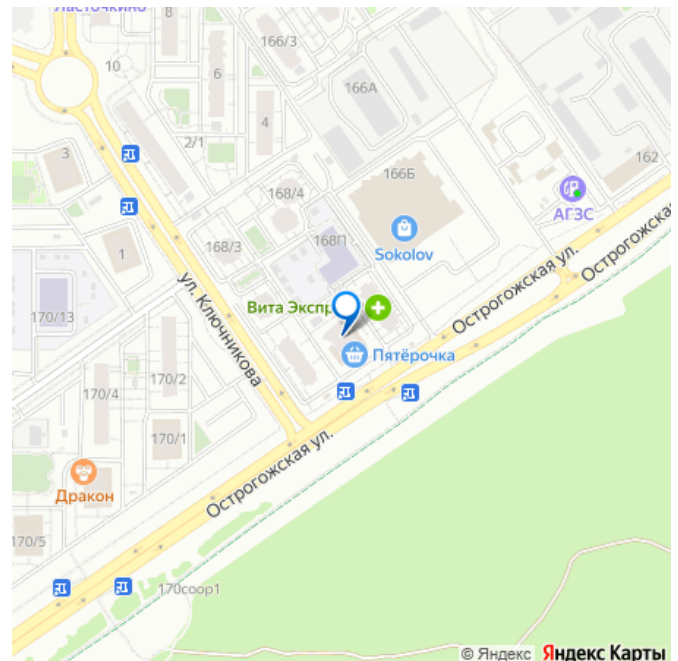 Ласточкино
8
166/3
10
6
166А
4
2/1
3
162
166Б
168/4
АГЗС
168П
168/3
1
Sokolov
Острогожская ул.
Острогожская
ул. Ключникова
Вита Экспр
170/13
Пятёрочка
170/2
170/4
170/1
Острогожская ул.
Дракон
170/5
170соор1
© Яндекс Яндекс Карты